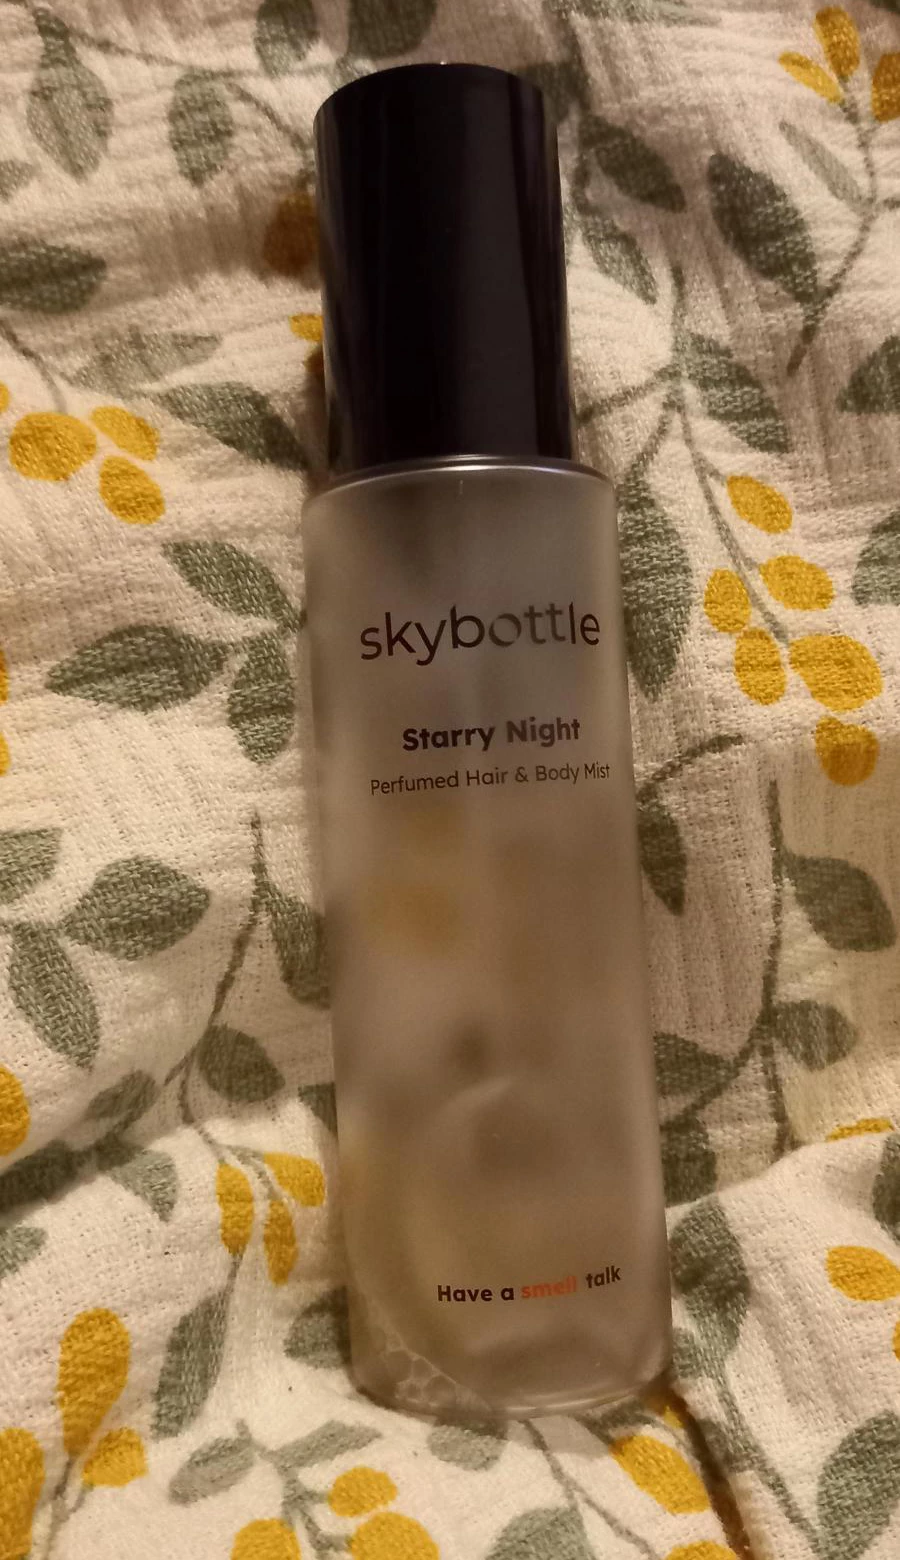 skybottle
Starry Night
Perfumed Hair & Body Mist
Have a smell talk